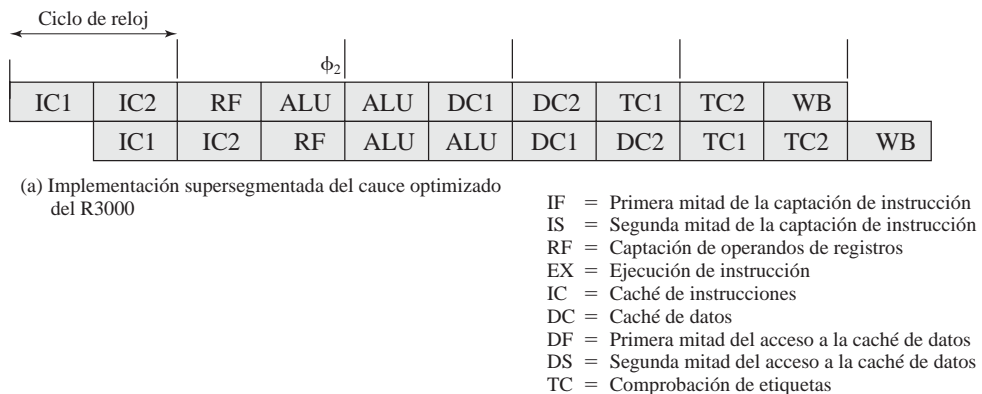 Ciclo de reloj
ϕ2
IC1 IC2 RF ALU ALU DC1 DC2 TC1 TC2 WB
IC1 IC2 RF ALU ALU DC1 DC2 TC1 TC2 WB
(a) Implementación supersegmentada del cauce optimizado
del R3000
IF = Primera mitad de la captación de instrucción
IS = Segunda mitad de la captación de instrucción
RF = Captación de operandos de registros
EX = Ejecución de instrucción
IC = Caché de instrucciones
DC = Caché de datos
DF = Primera mitad del acceso a la caché de datos
DS = Segunda mitad del acceso a la caché de datos
TC = Comprobación de etiquetas